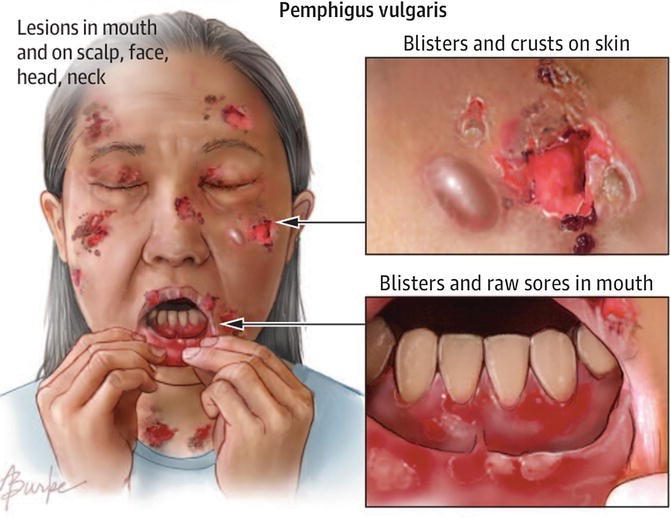 Pemphigus vulgaris
Lesions in mouth
and on scalp, face,
head, neck
Blisters and crusts on skin
Blisters and raw sores in mouth